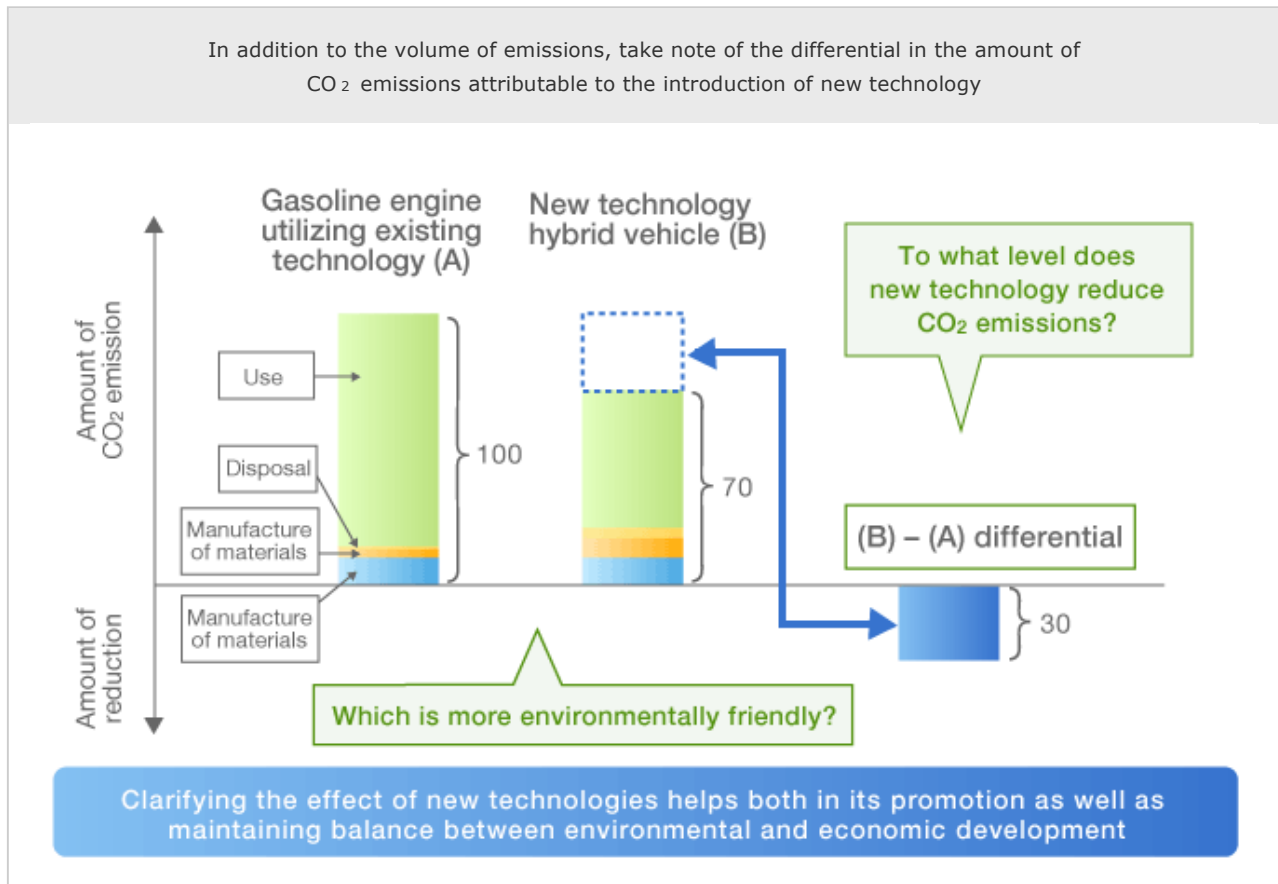 In addition to the volume of emissions, take note of the differential in the amount of
CO2 emissions attributable to the introduction of new technology
Gasoline engine
utilizing existing
technology (A)
New technology
hybrid vehicle (B)
To what level does
new technology reduce
CO2 emissions?
Amount of
CO2 emission
Use
100
Disposal
70
Manufacture
of materials
(B) – (A) differential
Manufacture
of materials
30
Amount of
reduction
Which is more environmentally friendly?
Clarifying the effect of new technologies helps both in its promotion as well as
maintaining balance between environmental and economic development